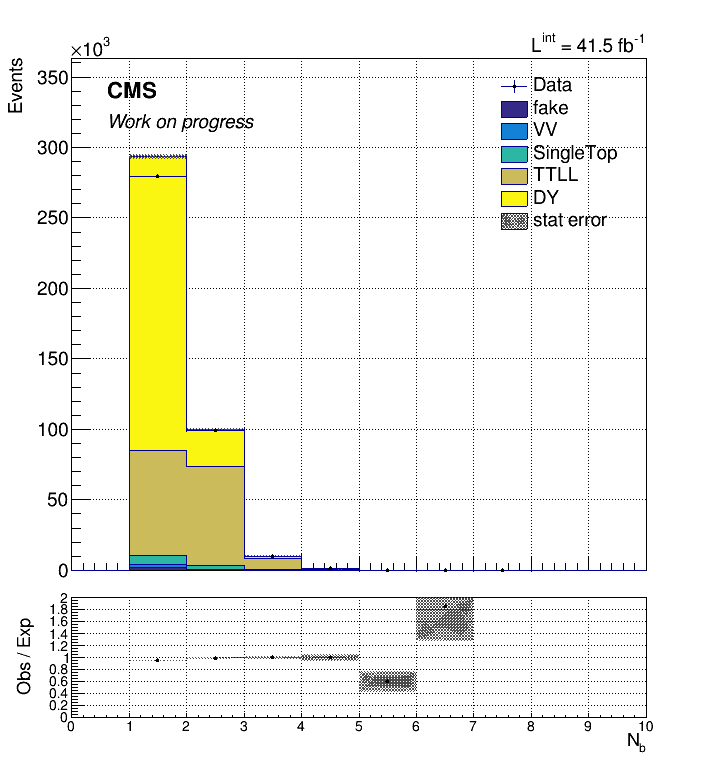 ×10³
L^int = 41.5 fb^-1
Events
CMS
Work on progress
Data
fake
VV
SingleTop
TTLL
DY
stat error
350
300
250
200
150
100
50
0
Obs / Exp
2
1.8
1.6
1.4
1.2
1
0.8
0.6
0.4
0.2
0
0 1 2 3 4 5 6 7 8 9 10
N_b